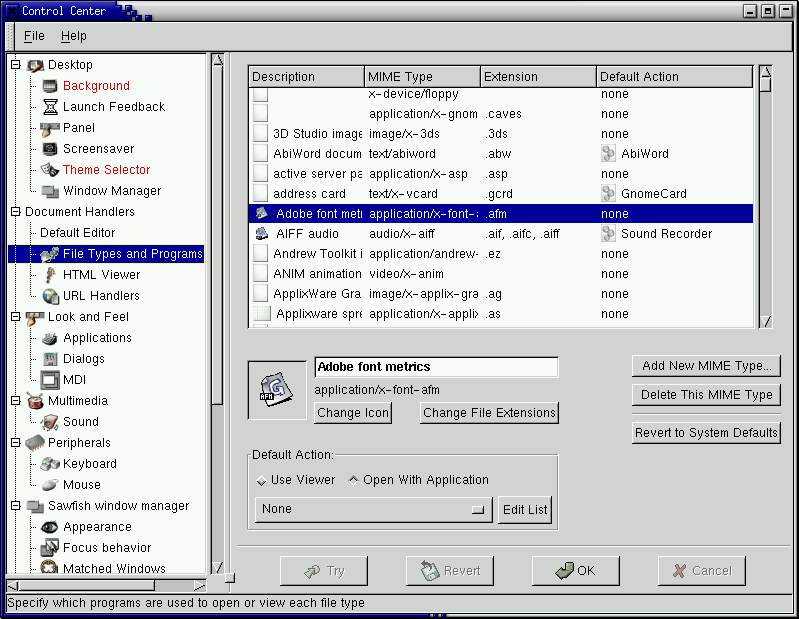 Control Center
File Help
Desktop
Background
Launch Feedback
Panel
Screensaver
Theme Selector
Window Manager
Document Handlers
Default Editor
File Types and Programs
HTML Viewer
URL Handlers
Look and Feel
Applications
Dialogs
MDI
Multimedia
Sound
Peripherals
Keyboard
Mouse
Sawfish window manager
Appearance
Focus behavior
Matched Windows
Description MIME Type Extension Default Action
x-device/floppy none
application/x-gnom .caves none
3D Studio image image/x-3ds .3ds none
AbiWord docum text/abiword .abw AbiWord
active server pa application/x-asp .asp none
address card text/x-vcard .gcrd GnomeCard
Adobe font metr application/x-font-a .afm none
AIFF audio audio/x-aiff .aif, .aifc, .aiff Sound Recorder
Andrew Toolkit i application/andrew- .ez none
ANIM animation video/x-anim none
ApplixWare Gra image/x-applix-gra .ag none
Applixware spre application/x-applix .as none
AFM
Adobe font metrics
application/x-font-afm
Change Icon Change File Extensions
Add New MIME Type...
Delete This MIME Type
Revert to System Defaults
Default Action:
Use Viewer Open With Application
None Edit List
Try Revert OK Cancel
Specify which programs are used to open or view each file type